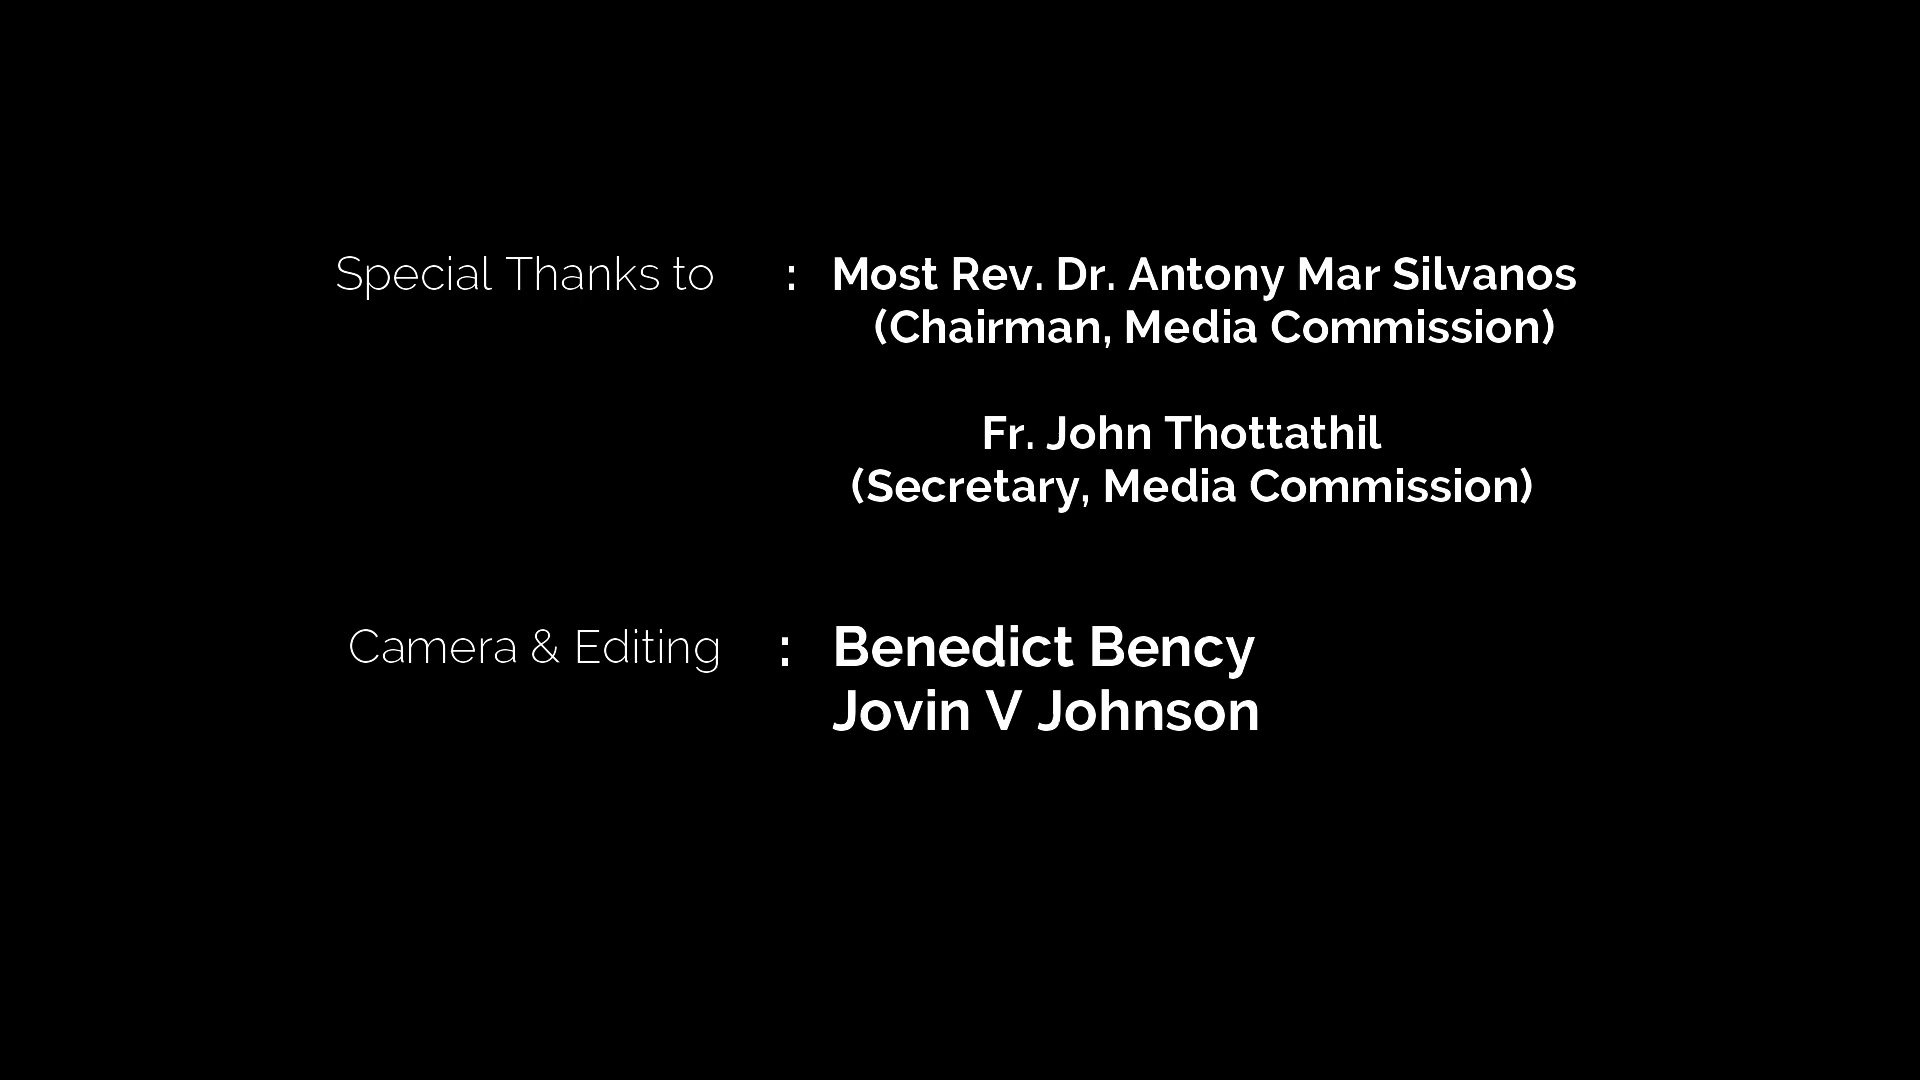 Special Thanks to : Most Rev. Dr. Antony Mar Silvanos
(Chairman, Media Commission)
Fr. John Thottathil
(Secretary, Media Commission)
Camera & Editing : Benedict Bency
Jovin V Johnson